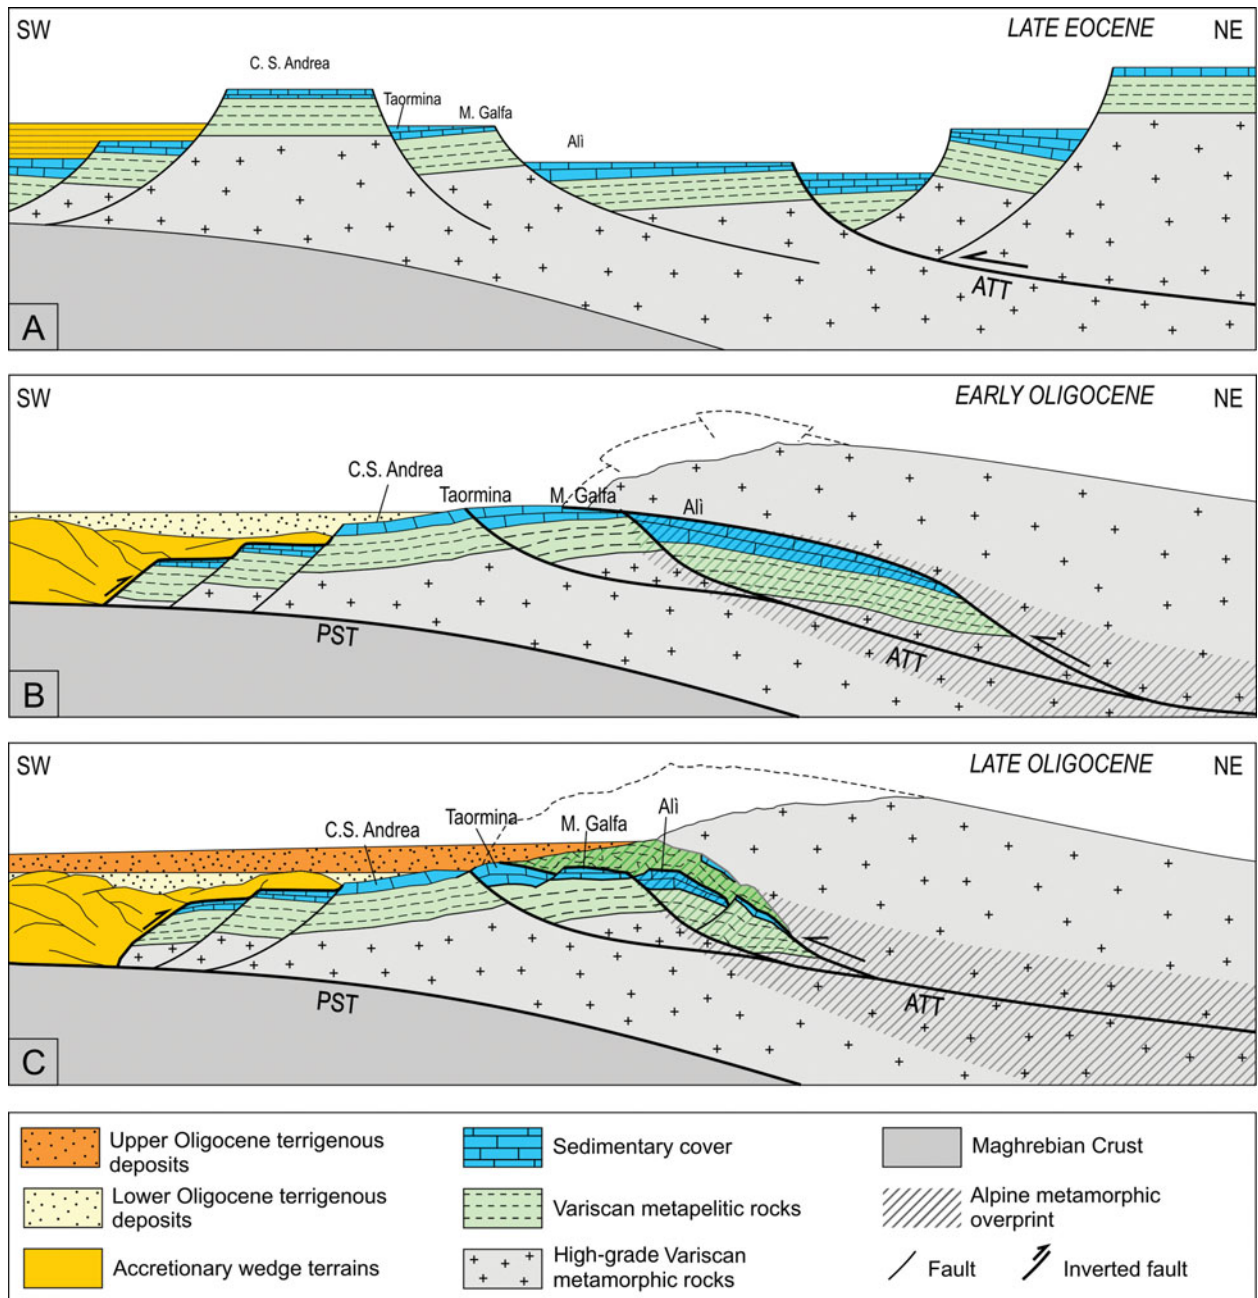 SW
LATE EOCENE
NE
C. S. Andrea
Taormina
M. Galfa
Alì
ATT
A
SW
EARLY OLIGOCENE
NE
C.S. Andrea
Taormina
M. Galfa
Alì
PST
ATT
B
SW
LATE OLIGOCENE
NE
C.S. Andrea
Taormina
M. Galfa
Alì
PST
ATT
C
Upper Oligocene terrigenous
deposits
Lower Oligocene terrigenous
deposits
Accretionary wedge terrains
Sedimentary cover
Variscan metapelitic rocks
High-grade Variscan
metamorphic rocks
Maghrebian Crust
Alpine metamorphic
overprint
Fault
Inverted fault